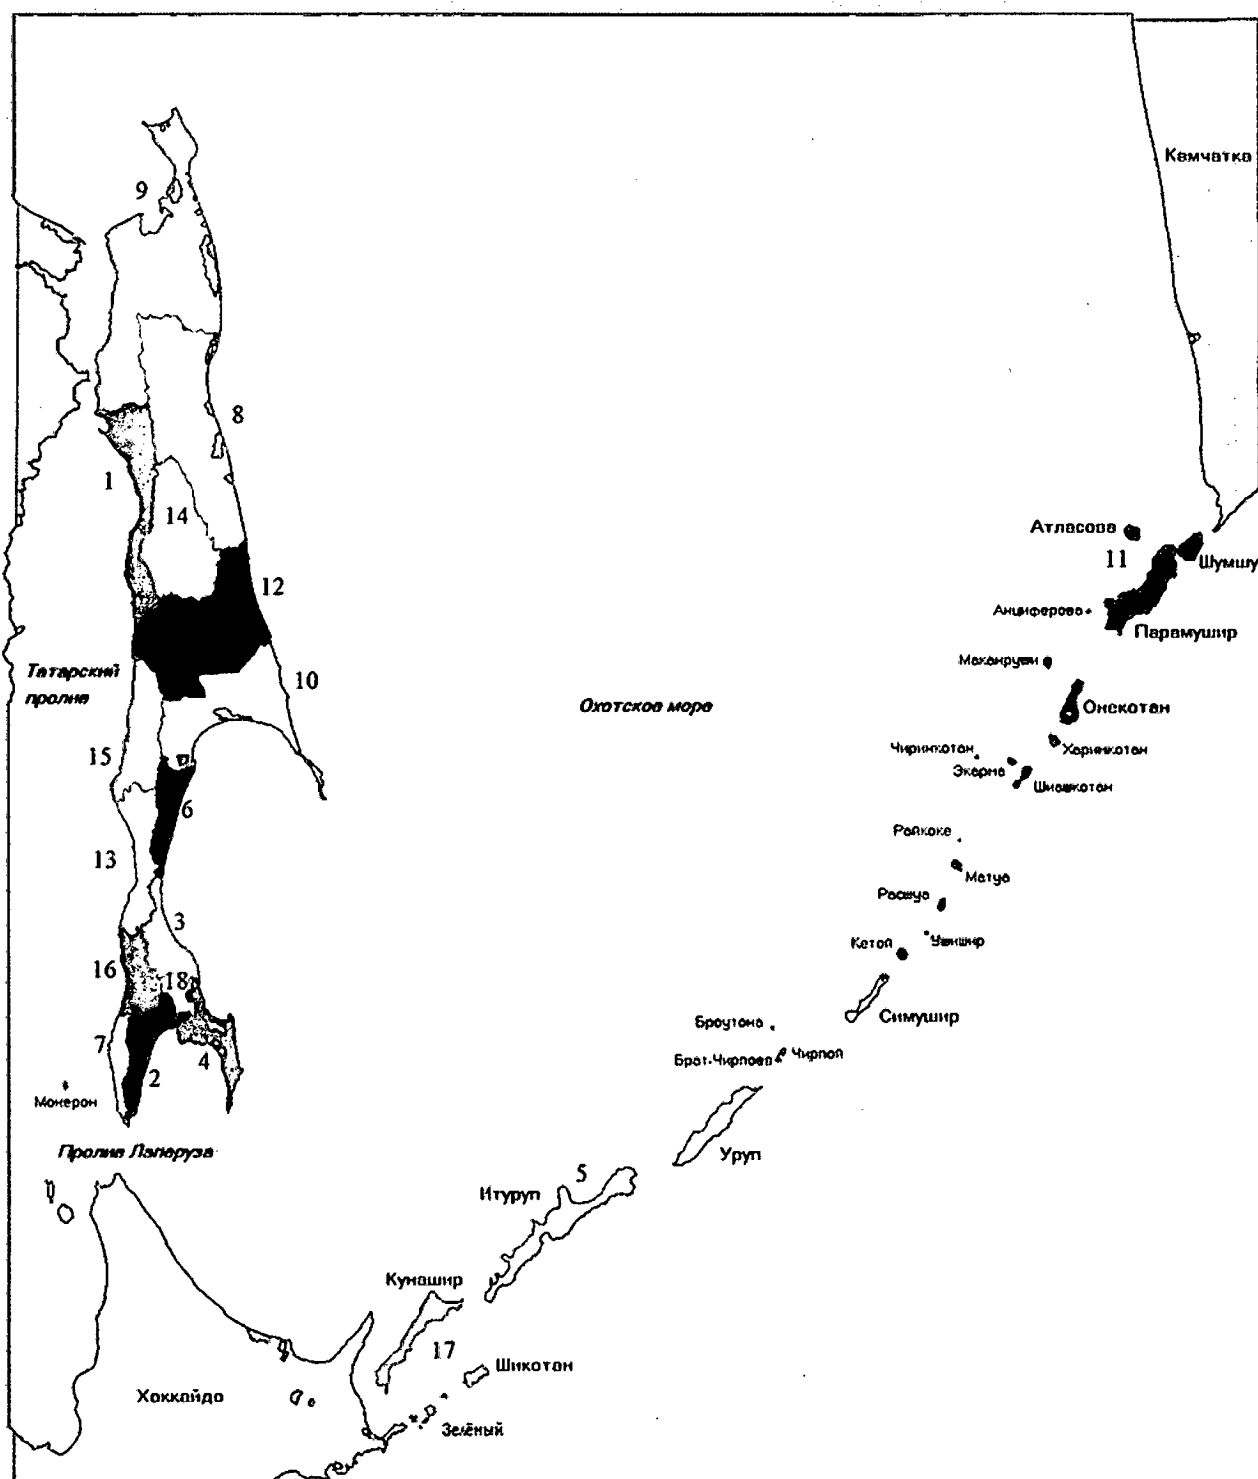 Камчатка
9
8
1
14
Атласова
11
Шумшу
12
Анциферова
Парамушир
Маканруши
Татарский
пролив
10
Охотское море
Онекотан
15
Чиринкотан
Харимкотан
Экарма
Шиашкотан
6
Райкоке
13
Матуа
Расшуа
3
Кетой
Ушишир
16
18
Симушир
Броутона
7
4
Брат-Чирпоев
Чирпой
2
Монерон
Пролив Лаперуза
Уруп
5
Итуруп
Кунашир
17
Шикотан
Хоккайдо
Зелёный